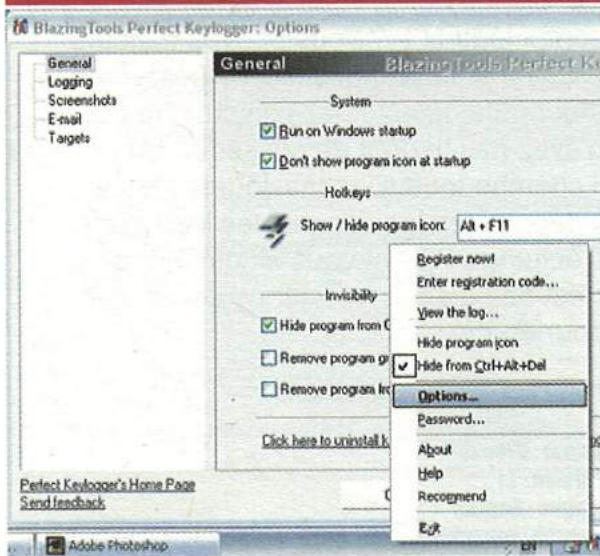 BlazingTools Perfect Keylogger: Options
General
Logging
Screenshots
E-mail
Targets
General BlazingTools Perfect
System
Run on Windows startup
Don't show program icon at startup
Hotkeys
Show / hide program icon: Alt + F11
Invisibility
Hide program from
Remove program
Remove program
Click here to uninstall
Perfect Keylogger's Home Page
Send feedback
Register now!
Enter registration code...
View the log...
Hide program icon
Hide from Ctrl+Alt+Del
Options...
Password...
About
Help
Recommend
Exit
Adobe Photoshop
EN